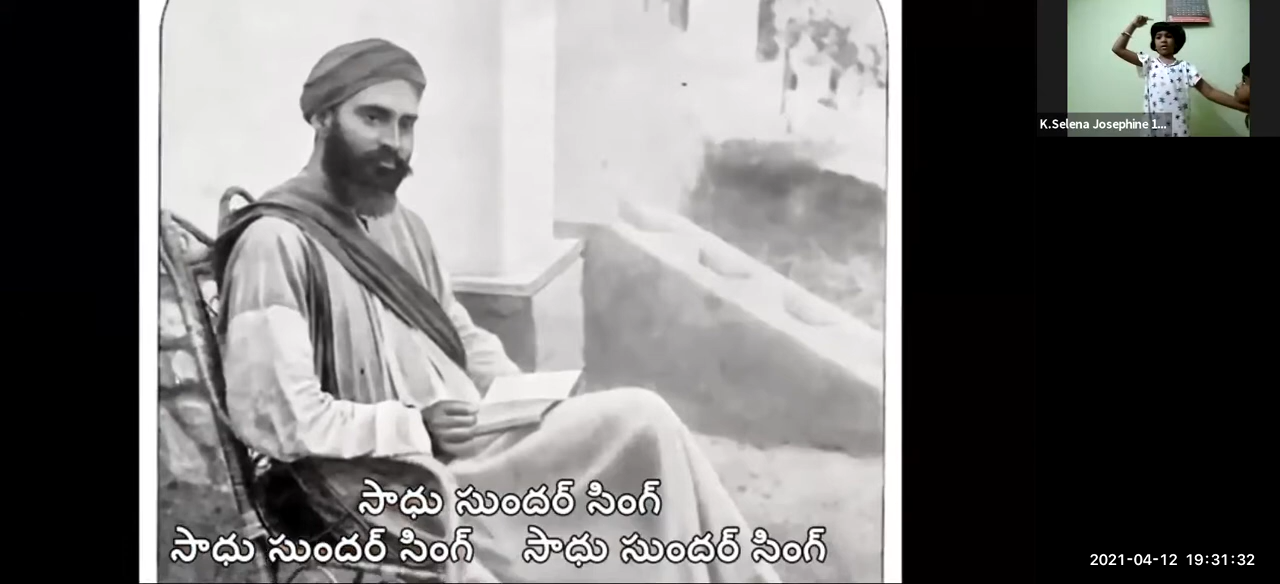 K.Selena Josephine 1...
సాధు సుందర్ సింగ్
సాధు సుందర్ సింగ్ సాధు సుందర్ సింగ్
2021-04-12 19:31:32